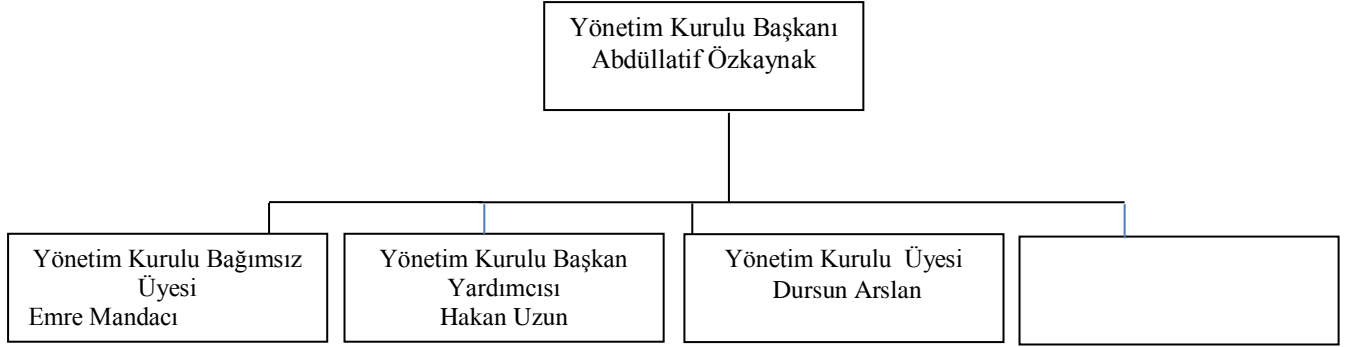 Yönetim Kurulu Başkanı
Abdüllatif Özkaynak
Yönetim Kurulu Bağımsız
Üyesi
Emre Mandacı
Yönetim Kurulu Başkan
Yardımcısı
Hakan Uzun
Yönetim Kurulu Üyesi
Dursun Arslan